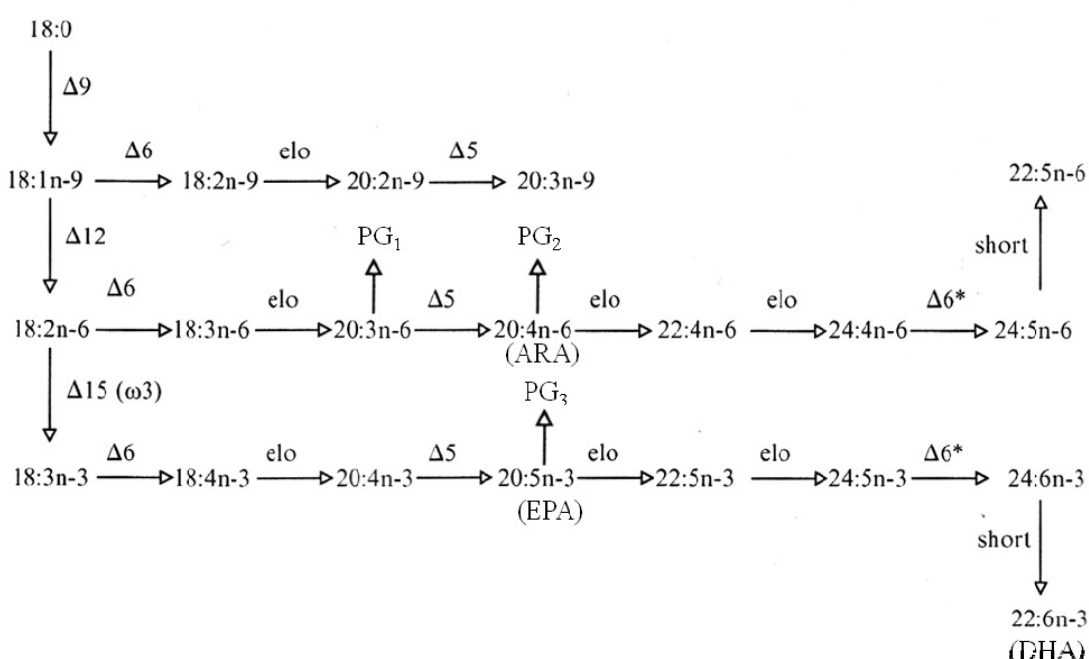 18:0
Δ9
Δ6 elo Δ5
18:1n-9 18:2n-9 20:2n-9 20:3n-9 22:5n-6
Δ12 PG₁ PG₂ short
Δ6 elo Δ5 elo elo Δ6*
18:2n-6 18:3n-6 20:3n-6 20:4n-6 22:4n-6 24:4n-6 24:5n-6
(ARA)
Δ15 (ω3) PG₃
Δ6 elo Δ5 elo elo Δ6*
18:3n-3 18:4n-3 20:4n-3 20:5n-3 22:5n-3 24:5n-3 24:6n-3
(EPA)
short
22:6n-3
(DHA)